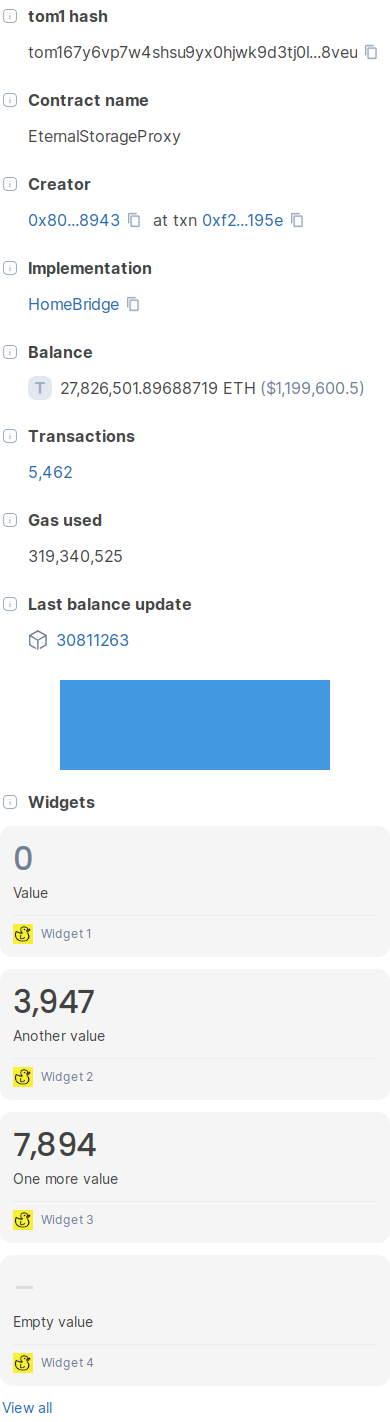 tom1 hash
tom167y6vp7w4shsu9yx0hjwk9d3tj0l...8veu
Contract name
EternalStorageProxy
Creator
0x80...8943 at txn 0xf2...195e
Implementation
HomeBridge
Balance
T 27,826,501.89688719 ETH ($1,199,600.5)
Transactions
5,462
Gas used
319,340,525
Last balance update
30811263
Widgets
0
Value
Widget 1
3,947
Another value
Widget 2
7,894
One more value
Widget 3
—
Empty value
Widget 4
View all